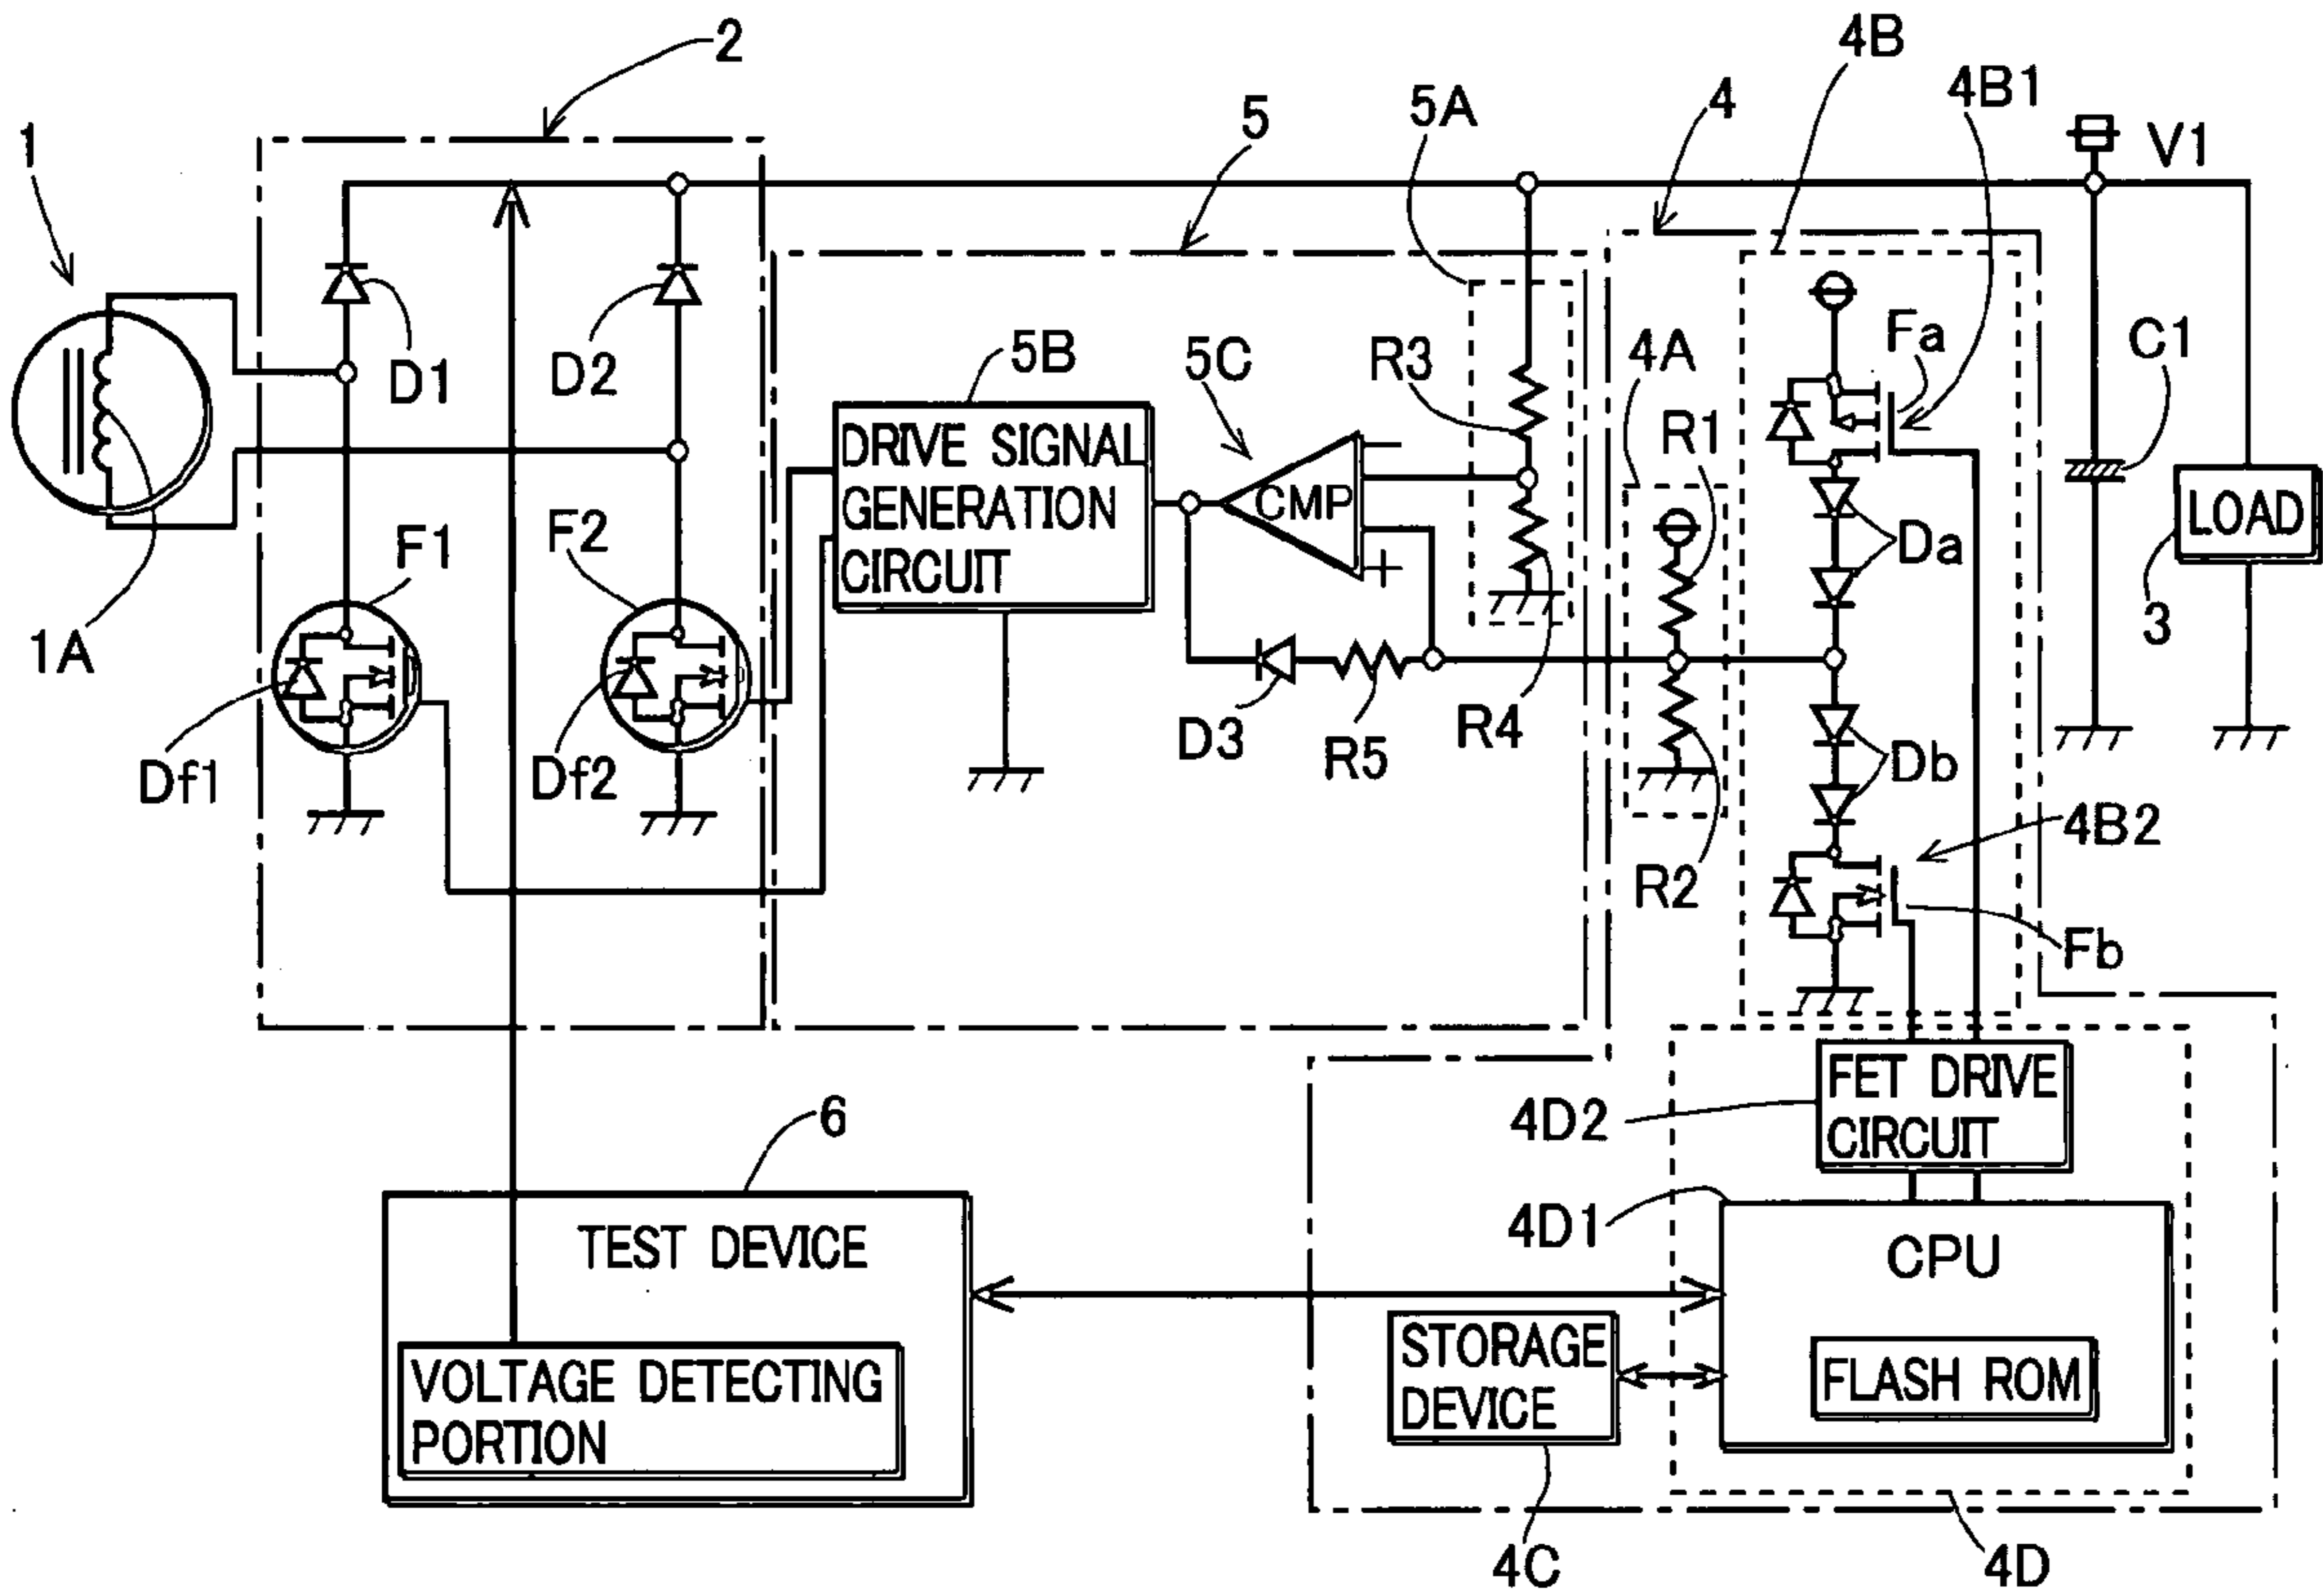 2
4B
4B1
5A
4
5
1
V1
D1
D2
5B
5C
R3
4A
Fa
C1
R1
DRIVE SIGNAL
GENERATION
CIRCUIT
CMP
-
+
LOAD
Da
F1
F2
1A
3
Df1
Df2
D3
R5
R4
Db
4B2
R2
Fb
FET DRIVE
CIRCUIT
4D2
6
4D1
TEST DEVICE
CPU
STORAGE
DEVICE
FLASH ROM
VOLTAGE DETECTING
PORTION
4C
4D